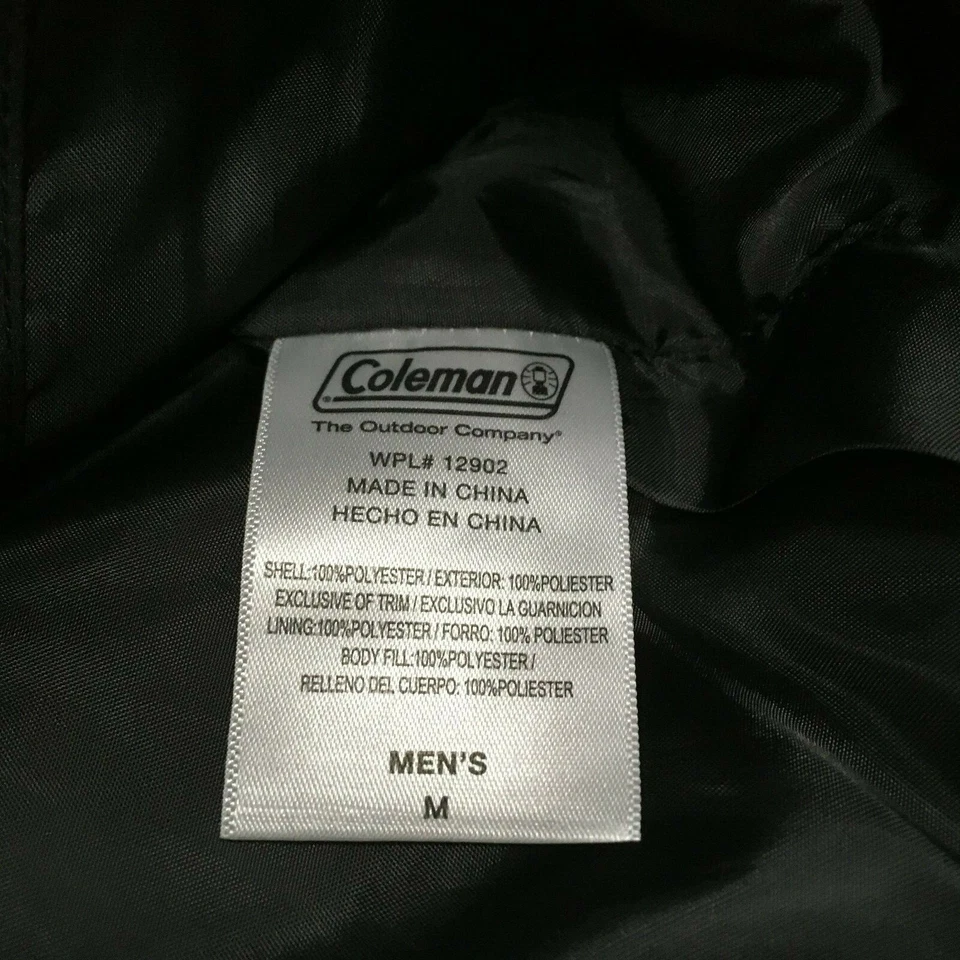 Coleman
®
The Outdoor Company®
WPL# 12902
MADE IN CHINA
HECHO EN CHINA
SHELL:100%POLYESTER / EXTERIOR: 100%POLIESTER
EXCLUSIVE OF TRIM / EXCLUSIVO LA GUARNICION
LINING:100%POLYESTER / FORRO: 100% POLIESTER
BODY FILL:100%POLYESTER /
RELLENO DEL CUERPO: 100%POLIESTER
MEN'S
M